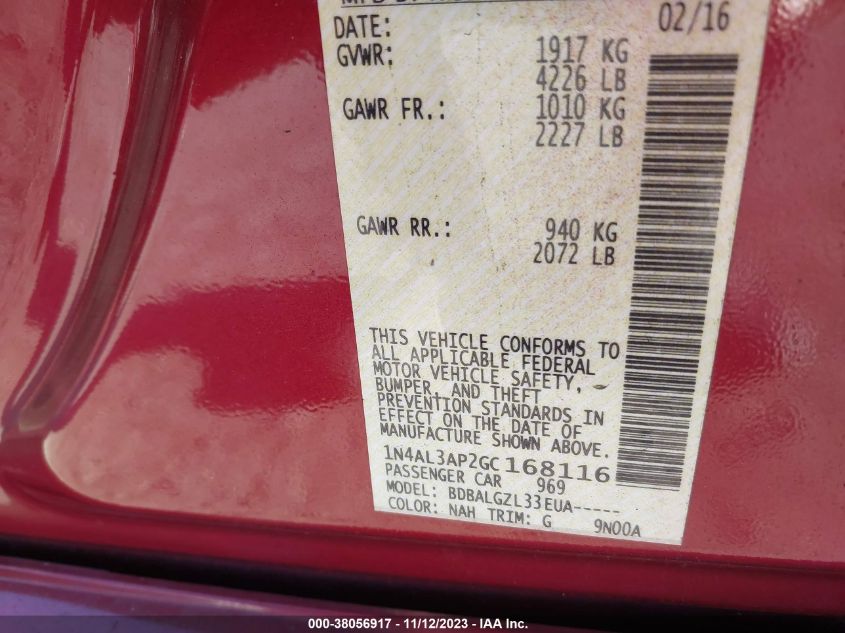 DATE: 02/16
GVWR: 1917 KG
4226 LB
GAWR FR.: 1010 KG
2227 LB
GAWR RR.: 940 KG
2072 LB
THIS VEHICLE CONFORMS TO
ALL APPLICABLE FEDERAL
MOTOR VEHICLE SAFETY,
BUMPER, AND THEFT
PREVENTION STANDARDS IN
EFFECT ON THE DATE OF
MANUFACTURE SHOWN ABOVE.
1N4AL3AP2GC168116
PASSENGER CAR 969
MODEL: BDBALGZL33EUA-----
COLOR: NAH TRIM: G 9N00A
000-38056917 - 11/12/2023 - IAA Inc.